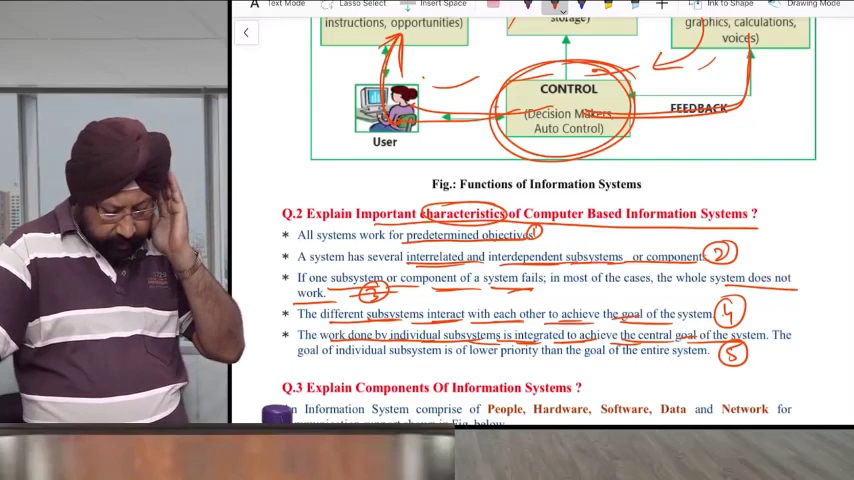 Text Mode Lasso Select Insert Space Ink to Shape Drawing Mode
instructions, opportunities)
storage)
graphics, calculations,
voices)
CONTROL
(Decision Makers,
Auto Control)
FEEDBACK
User
Fig.: Functions of Information Systems
Q.2 Explain Important characteristics of Computer Based Information Systems ?
* All systems work for predetermined objectives 1
* A system has several interrelated and interdependent subsystems or component 2
* If one subsystem or component of a system fails; in most of the cases, the whole system does not
work. 3
* The different subsystems interact with each other to achieve the goal of the system. 4
* The work done by individual subsystems is integrated to achieve the central goal of the system. The
goal of individual subsystem is of lower priority than the goal of the entire system. 5
Q.3 Explain Components Of Information Systems ?
Information System comprise of People, Hardware, Software, Data and Network for